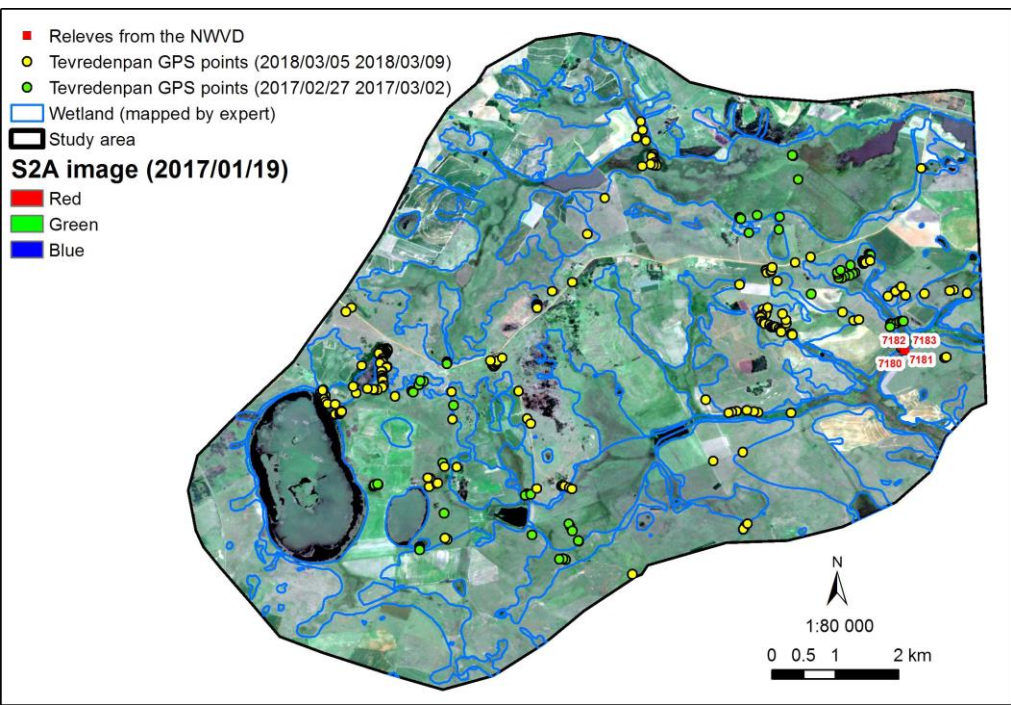 Releves from the NWVD
Tevredenpan GPS points (2018/03/05 2018/03/09)
Tevredenpan GPS points (2017/02/27 2017/03/02)
Wetland (mapped by expert)
Study area
S2A image (2017/01/19)
Red
Green
Blue
7182 7183
7180 7181
N
1:80 000
0 0.5 1 2 km